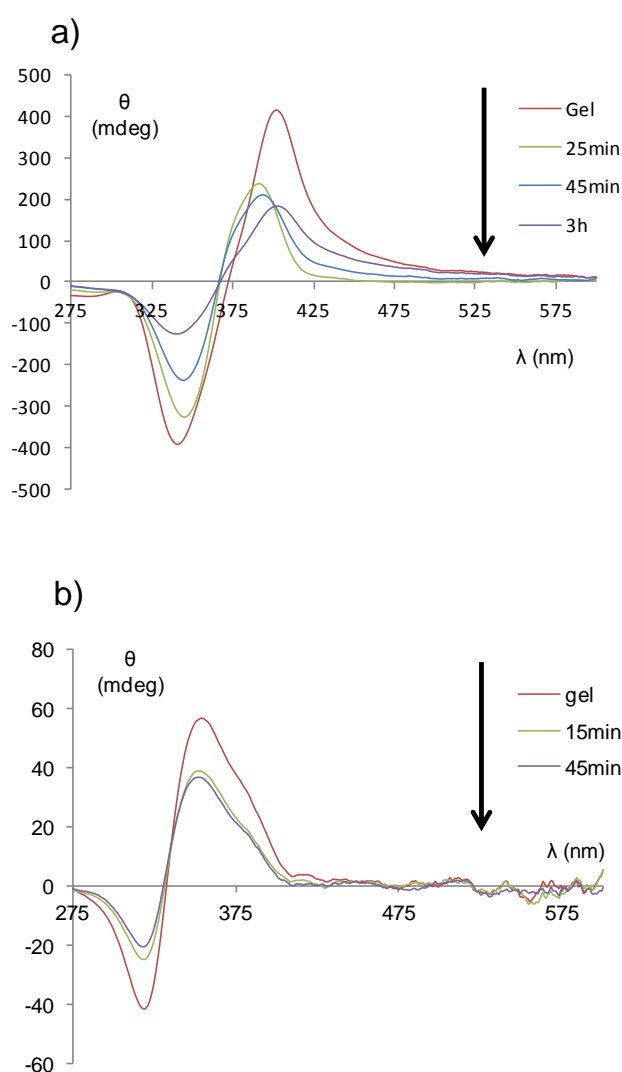 a)
500
400
300
200
100
0
-100
-200
-300
-400
-500
θ
(mdeg)
275 325 375 425 475 525 575
λ (nm)
Gel
25min
45min
3h
b)
80
60
40
20
0
-20
-40
-60
θ
(mdeg)
275 375 475 575
λ (nm)
gel
15min
45min